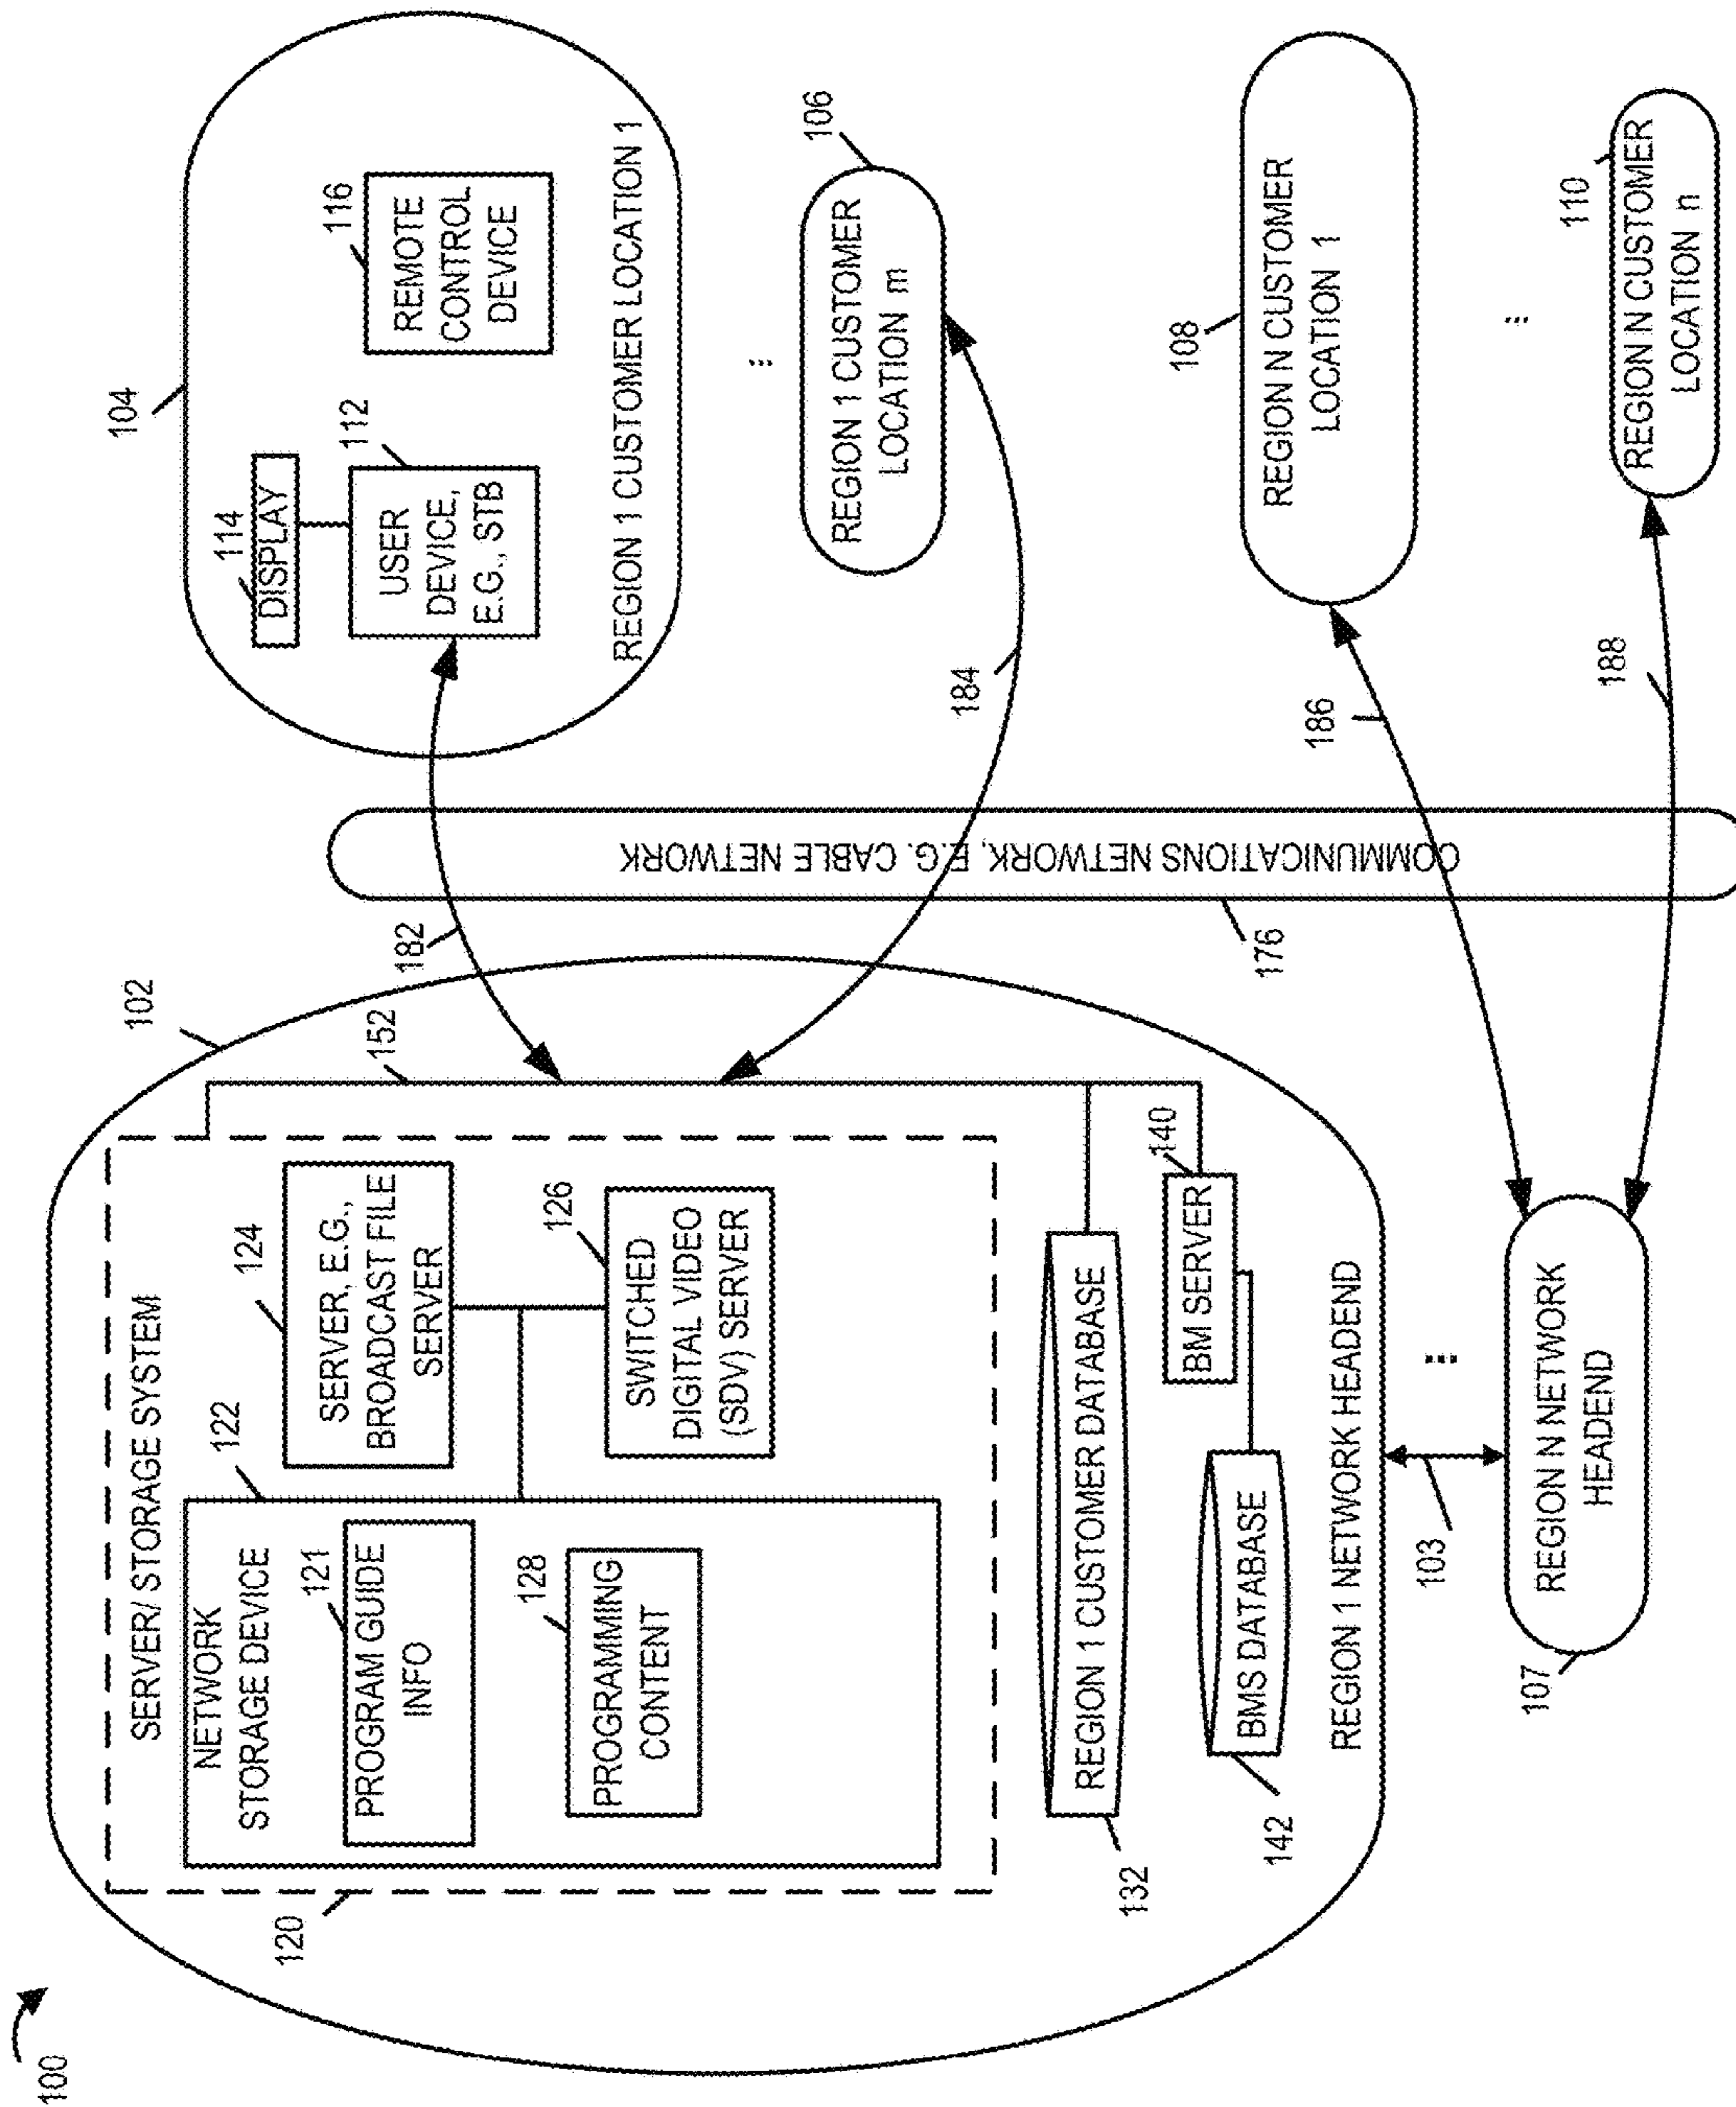 100
102
SERVER/ STORAGE SYSTEM
120
122
NETWORK
STORAGE DEVICE
121
PROGRAM GUIDE
INFO
128
PROGRAMMING
CONTENT
124
SERVER, E.G.,
BROADCAST FILE
SERVER
126
SWITCHED
DIGITAL VIDEO
(SDV) SERVER
152
132
REGION 1 CUSTOMER DATABASE
140
BM SERVER
142
BMS DATABASE
REGION 1 NETWORK HEADEND
103
...
107
REGION N NETWORK
HEADEND
182
184
186
188
176
COMMUNICATIONS NETWORK, E.G. CABLE NETWORK
104
114
DISPLAY
112
USER
DEVICE,
E.G., STB
116
REMOTE
CONTROL
DEVICE
REGION 1 CUSTOMER LOCATION 1
...
106
REGION 1 CUSTOMER
LOCATION m
108
REGION N CUSTOMER
LOCATION 1
...
110
REGION N CUSTOMER
LOCATION n